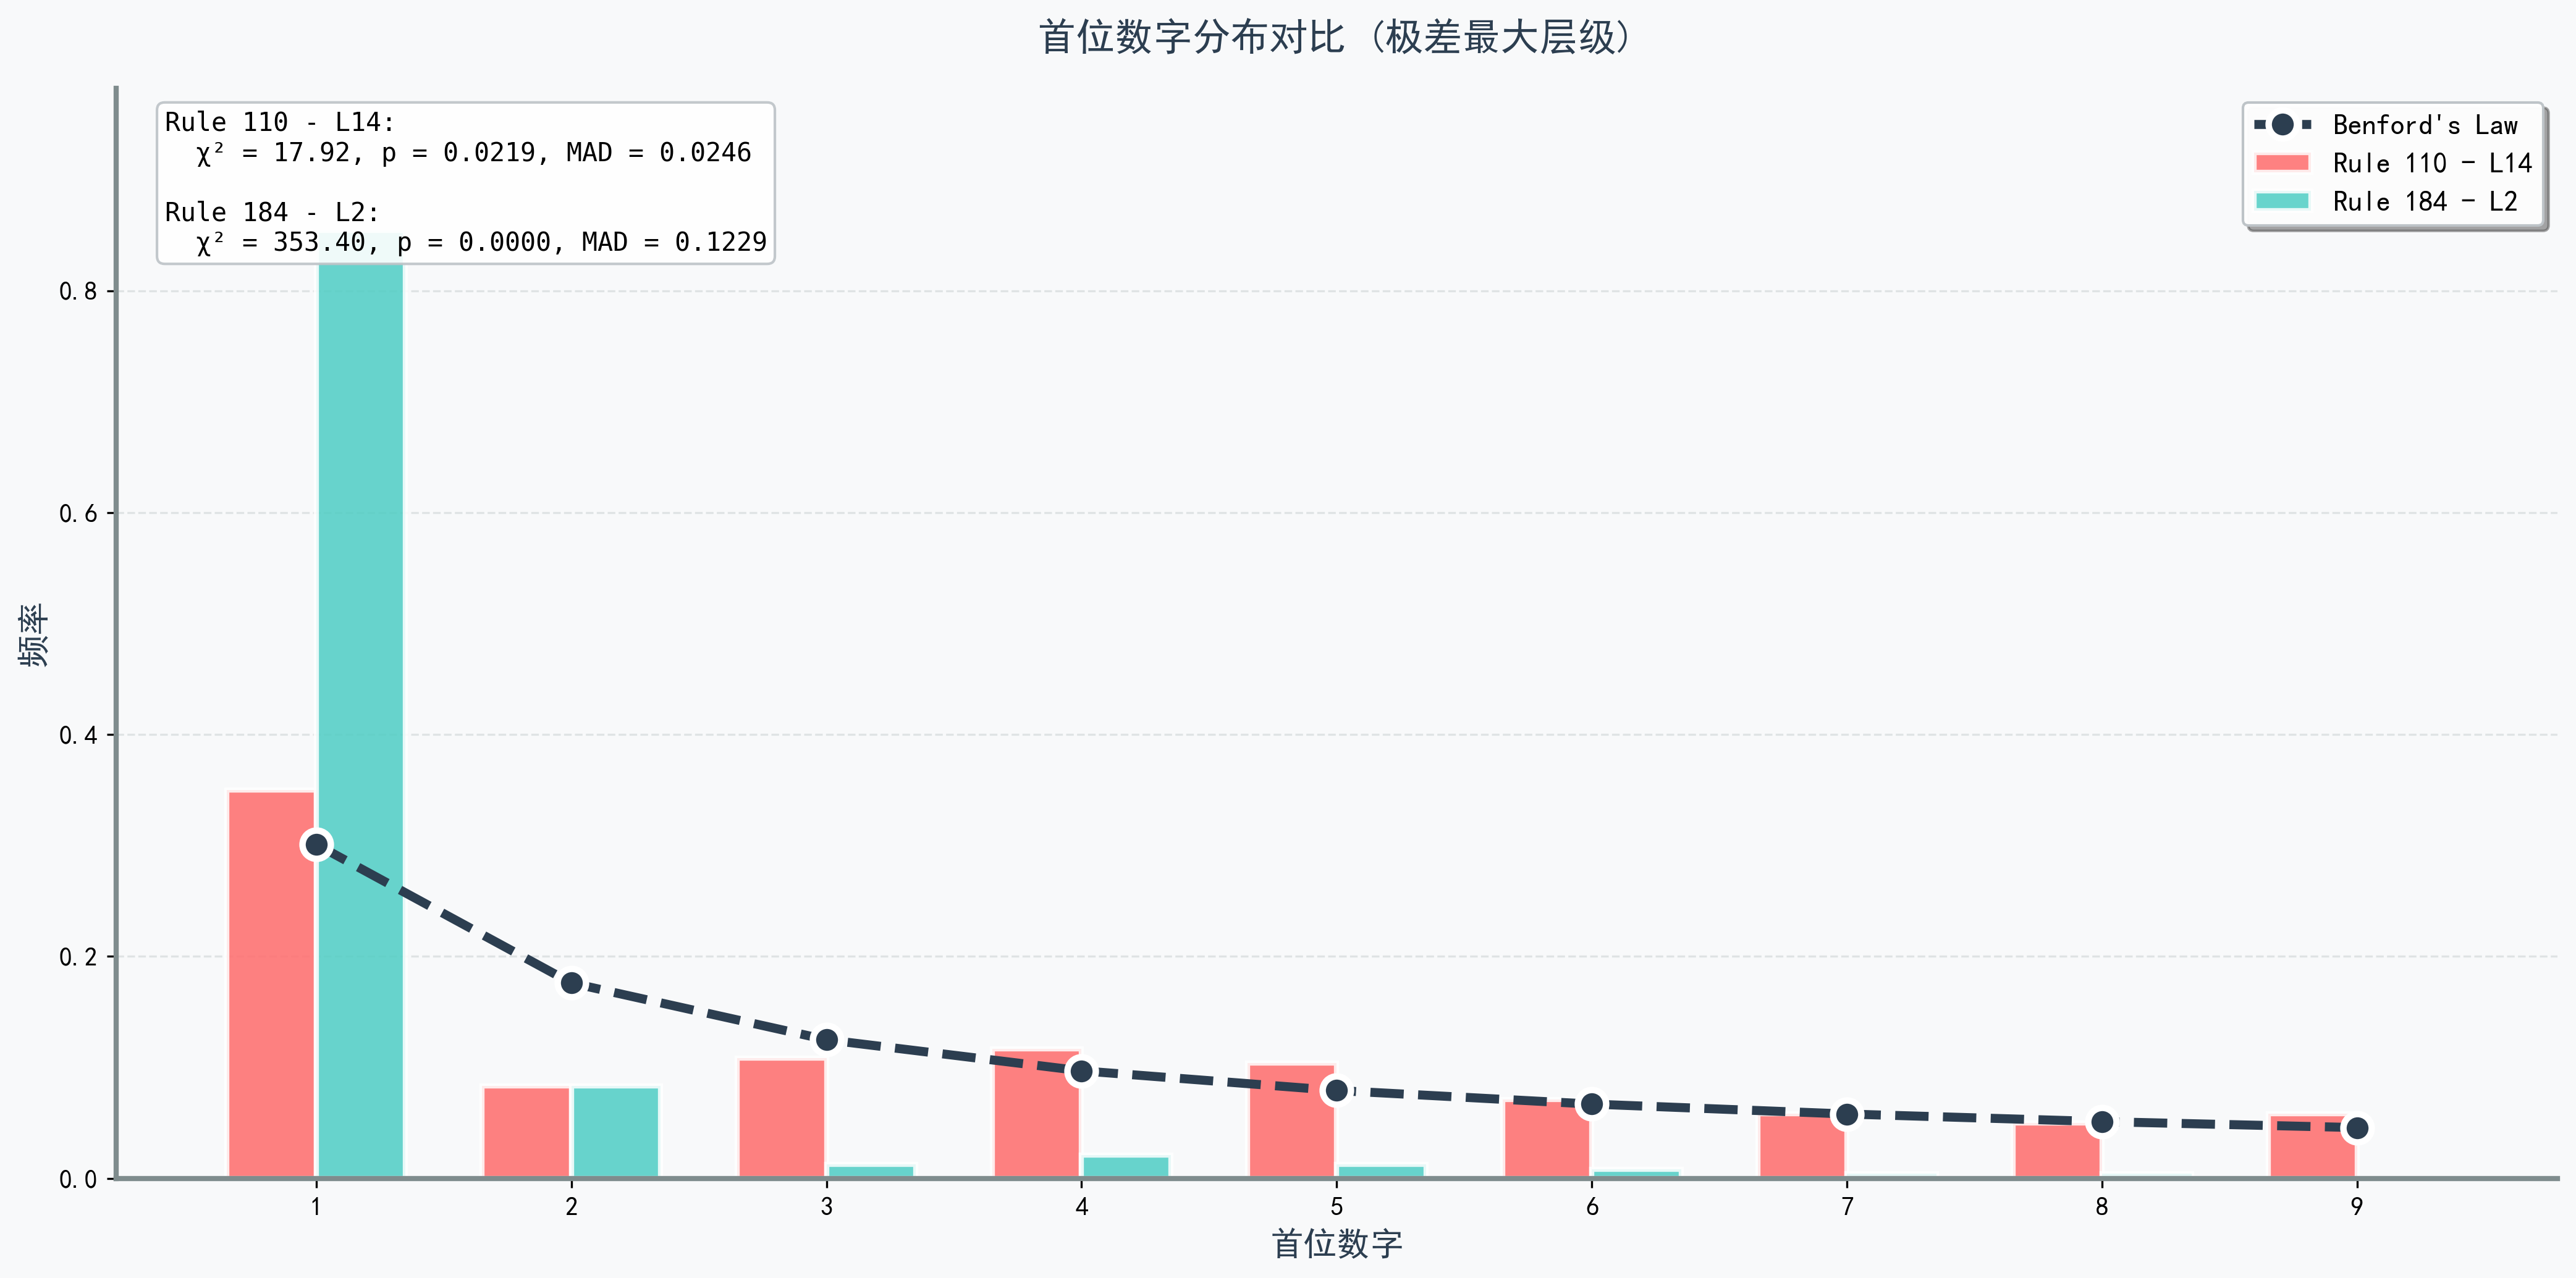 首位数字分布对比 (极差最大层级)
Rule 110 - L14:
χ² = 17.92, p = 0.0219, MAD = 0.0246
Rule 184 - L2:
χ² = 353.40, p = 0.0000, MAD = 0.1229
Benford's Law
Rule 110 - L14
Rule 184 - L2
频率
0.8
0.6
0.4
0.2
0.0
1 2 3 4 5 6 7 8 9
首位数字